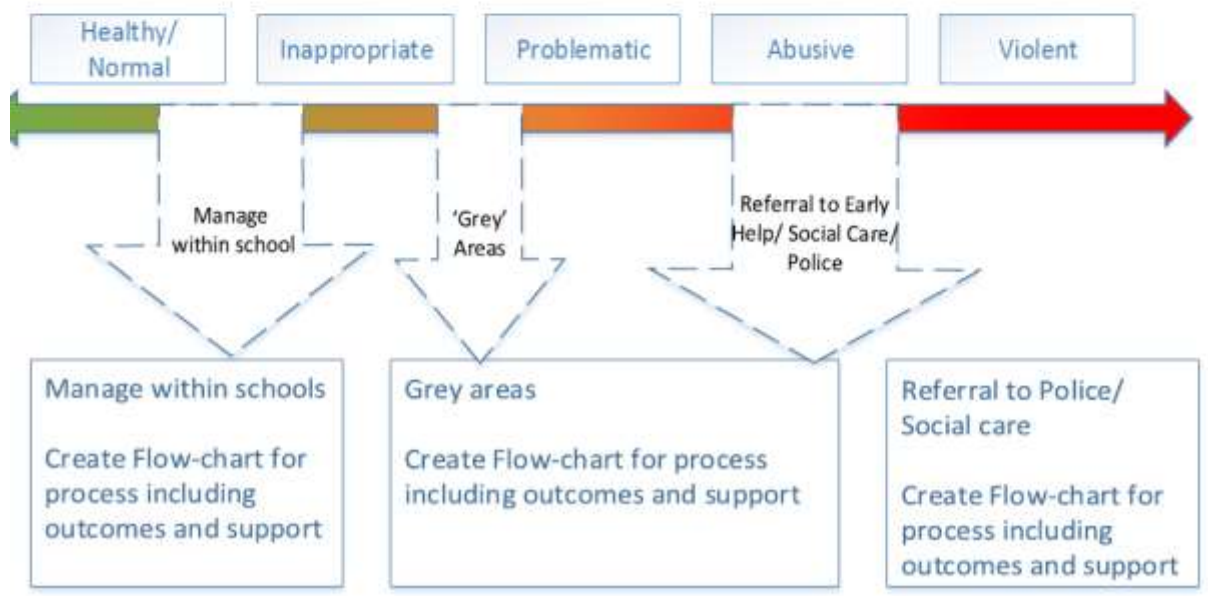 Healthy/
Normal
Inappropriate
Problematic
Abusive
Violent
Manage
within school
'Grey'
Areas
Referral to Early
Help/ Social Care/
Police
Manage within schools
Create Flow-chart for
process including
outcomes and support
Grey areas
Create Flow-chart for process
including outcomes and support
Referral to Police/
Social care
Create Flow-chart for
process including
outcomes and support